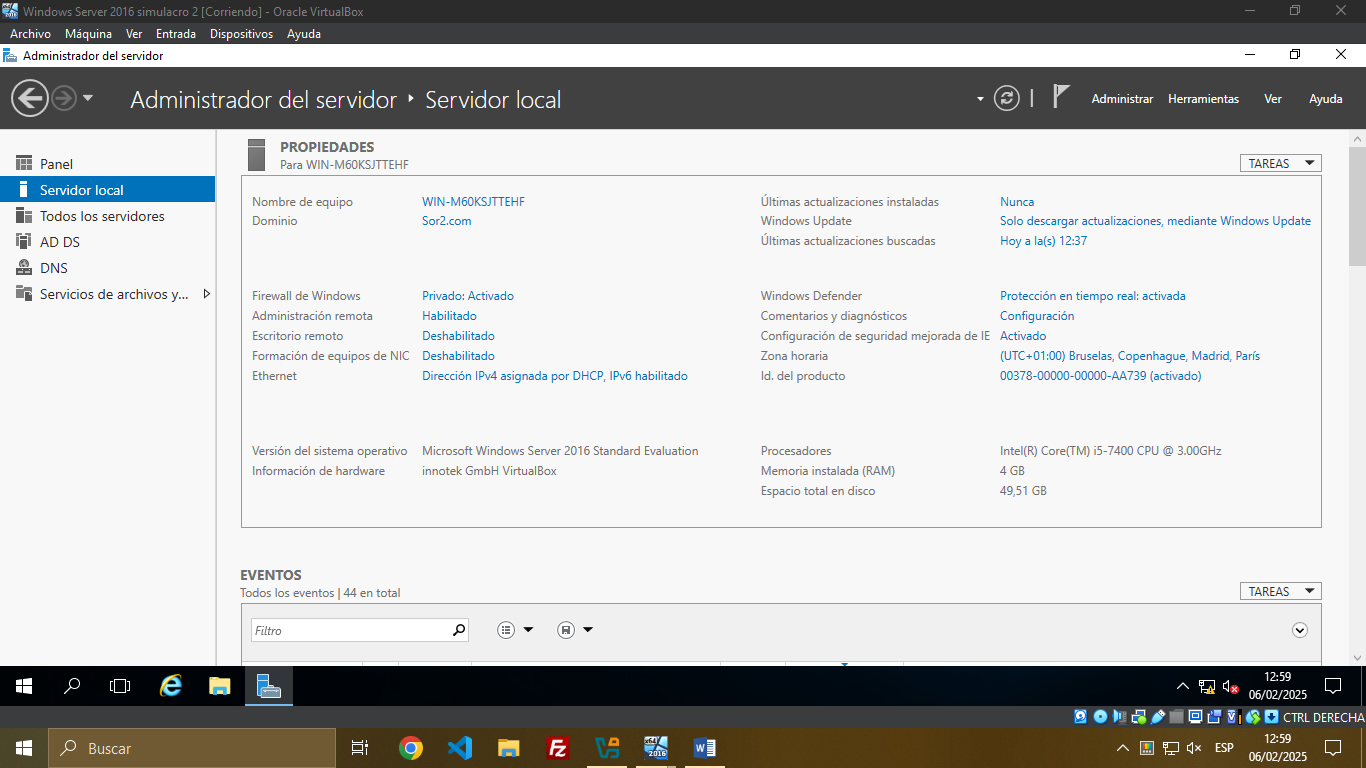 Windows Server 2016 simulacro 2 [Corriendo] - Oracle VirtualBox
Archivo Máquina Ver Entrada Dispositivos Ayuda
Administrador del servidor
Administrador del servidor ‣ Servidor local
Administrar Herramientas Ver Ayuda
Panel
Servidor local
Todos los servidores
AD DS
DNS
Servicios de archivos y...
PROPIEDADES
Para WIN-M60KSJTTEHF
TAREAS
Nombre de equipo WIN-M60KSJTTEHF
Dominio Sor2.com
Últimas actualizaciones instaladas Nunca
Windows Update Solo descargar actualizaciones, mediante Windows Update
Últimas actualizaciones buscadas Hoy a la(s) 12:37
Firewall de Windows Privado: Activado
Administración remota Habilitado
Escritorio remoto Deshabilitado
Formación de equipos de NIC Deshabilitado
Ethernet Dirección IPv4 asignada por DHCP, IPv6 habilitado
Windows Defender Protección en tiempo real: activada
Comentarios y diagnósticos Configuración
Configuración de seguridad mejorada de IE Activado
Zona horaria (UTC+01:00) Bruselas, Copenhague, Madrid, París
Id. del producto 00378-00000-00000-AA739 (activado)
Versión del sistema operativo Microsoft Windows Server 2016 Standard Evaluation
Información de hardware innotek GmbH VirtualBox
Procesadores Intel(R) Core(TM) i5-7400 CPU @ 3.00GHz
Memoria instalada (RAM) 4 GB
Espacio total en disco 49,51 GB
EVENTOS
Todos los eventos | 44 en total
TAREAS
Filtro
12:59
06/02/2025
CTRL DERECHA
Buscar
ESP
12:59
06/02/2025